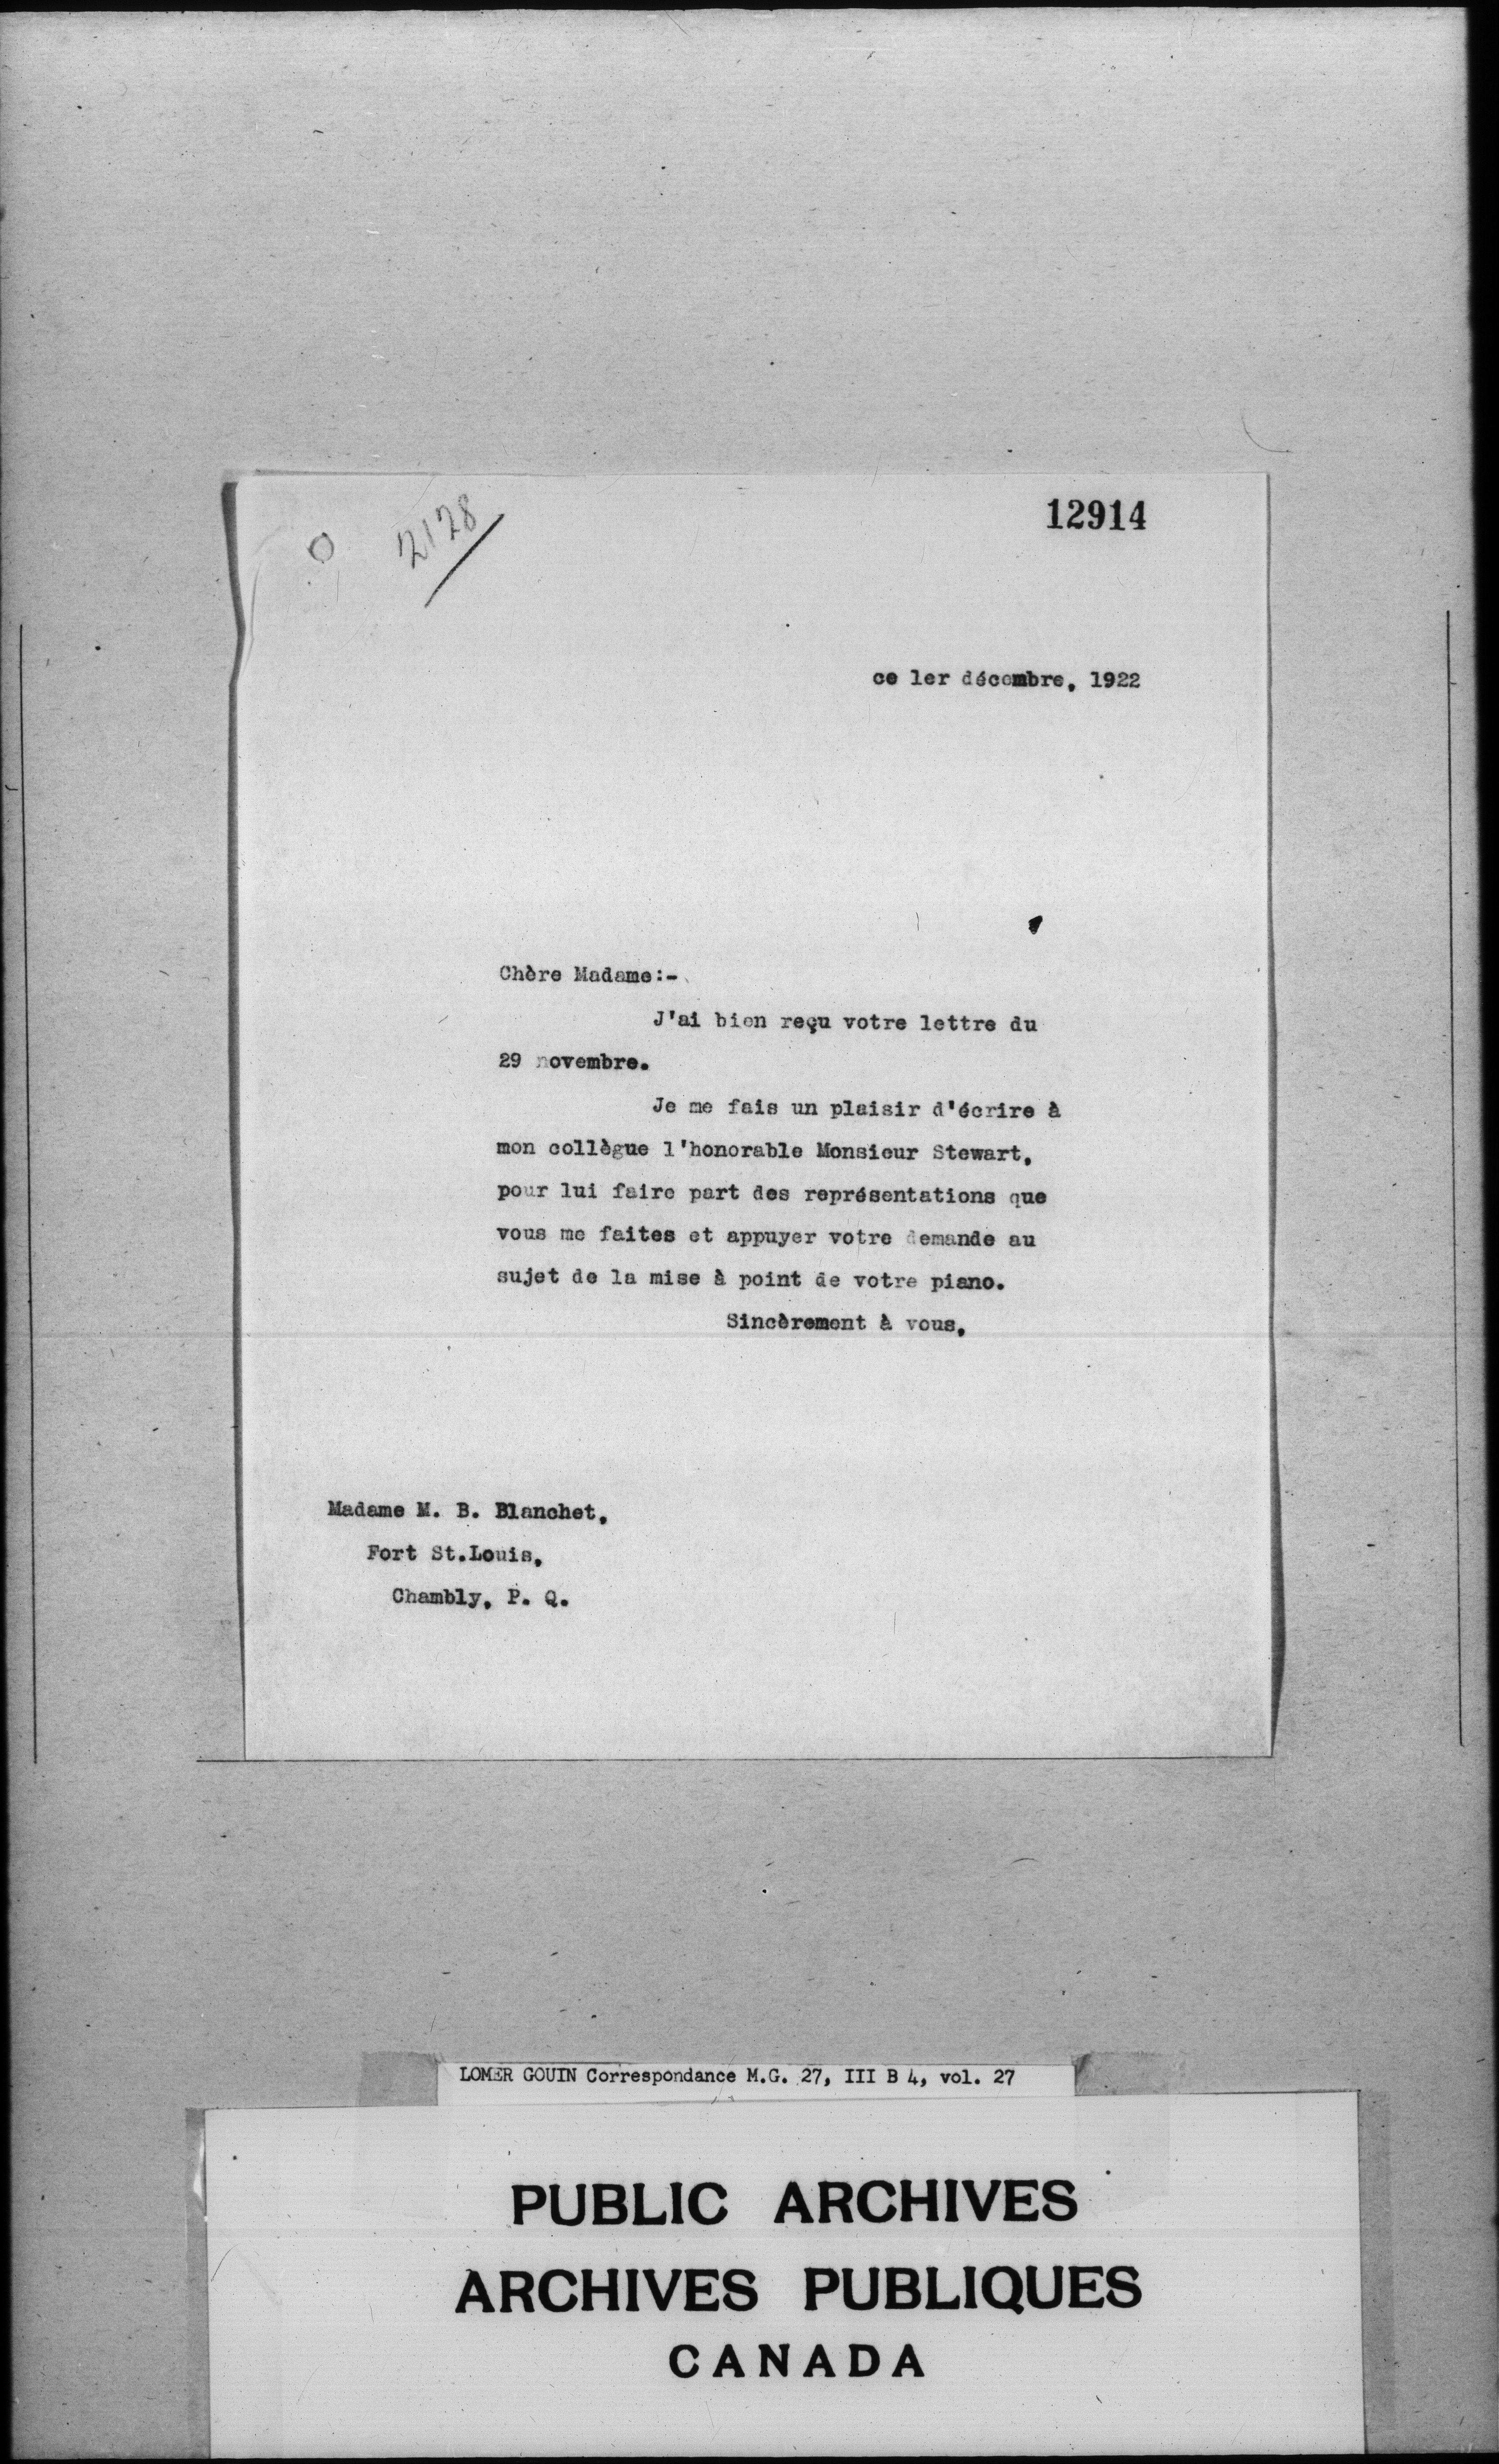 12914
2128
ce 1er décembre, 1922
Chère Madame:-
J'ai bien reçu votre lettre du
29 novembre.
Je me fais un plaisir d'écrire à
mon collègue l'honorable Monsieur Stewart,
pour lui faire part des représentations que
vous me faites et appuyer votre demande au
sujet de la mise à point de votre piano.
Sincèrement à vous,
Madame M. B. Blanchet,
Fort St.Louis,
Chambly, P. Q.
LOMER GOUIN Correspondance M.G. 27, III B 4, vol. 27
PUBLIC ARCHIVES
ARCHIVES PUBLIQUES
CANADA